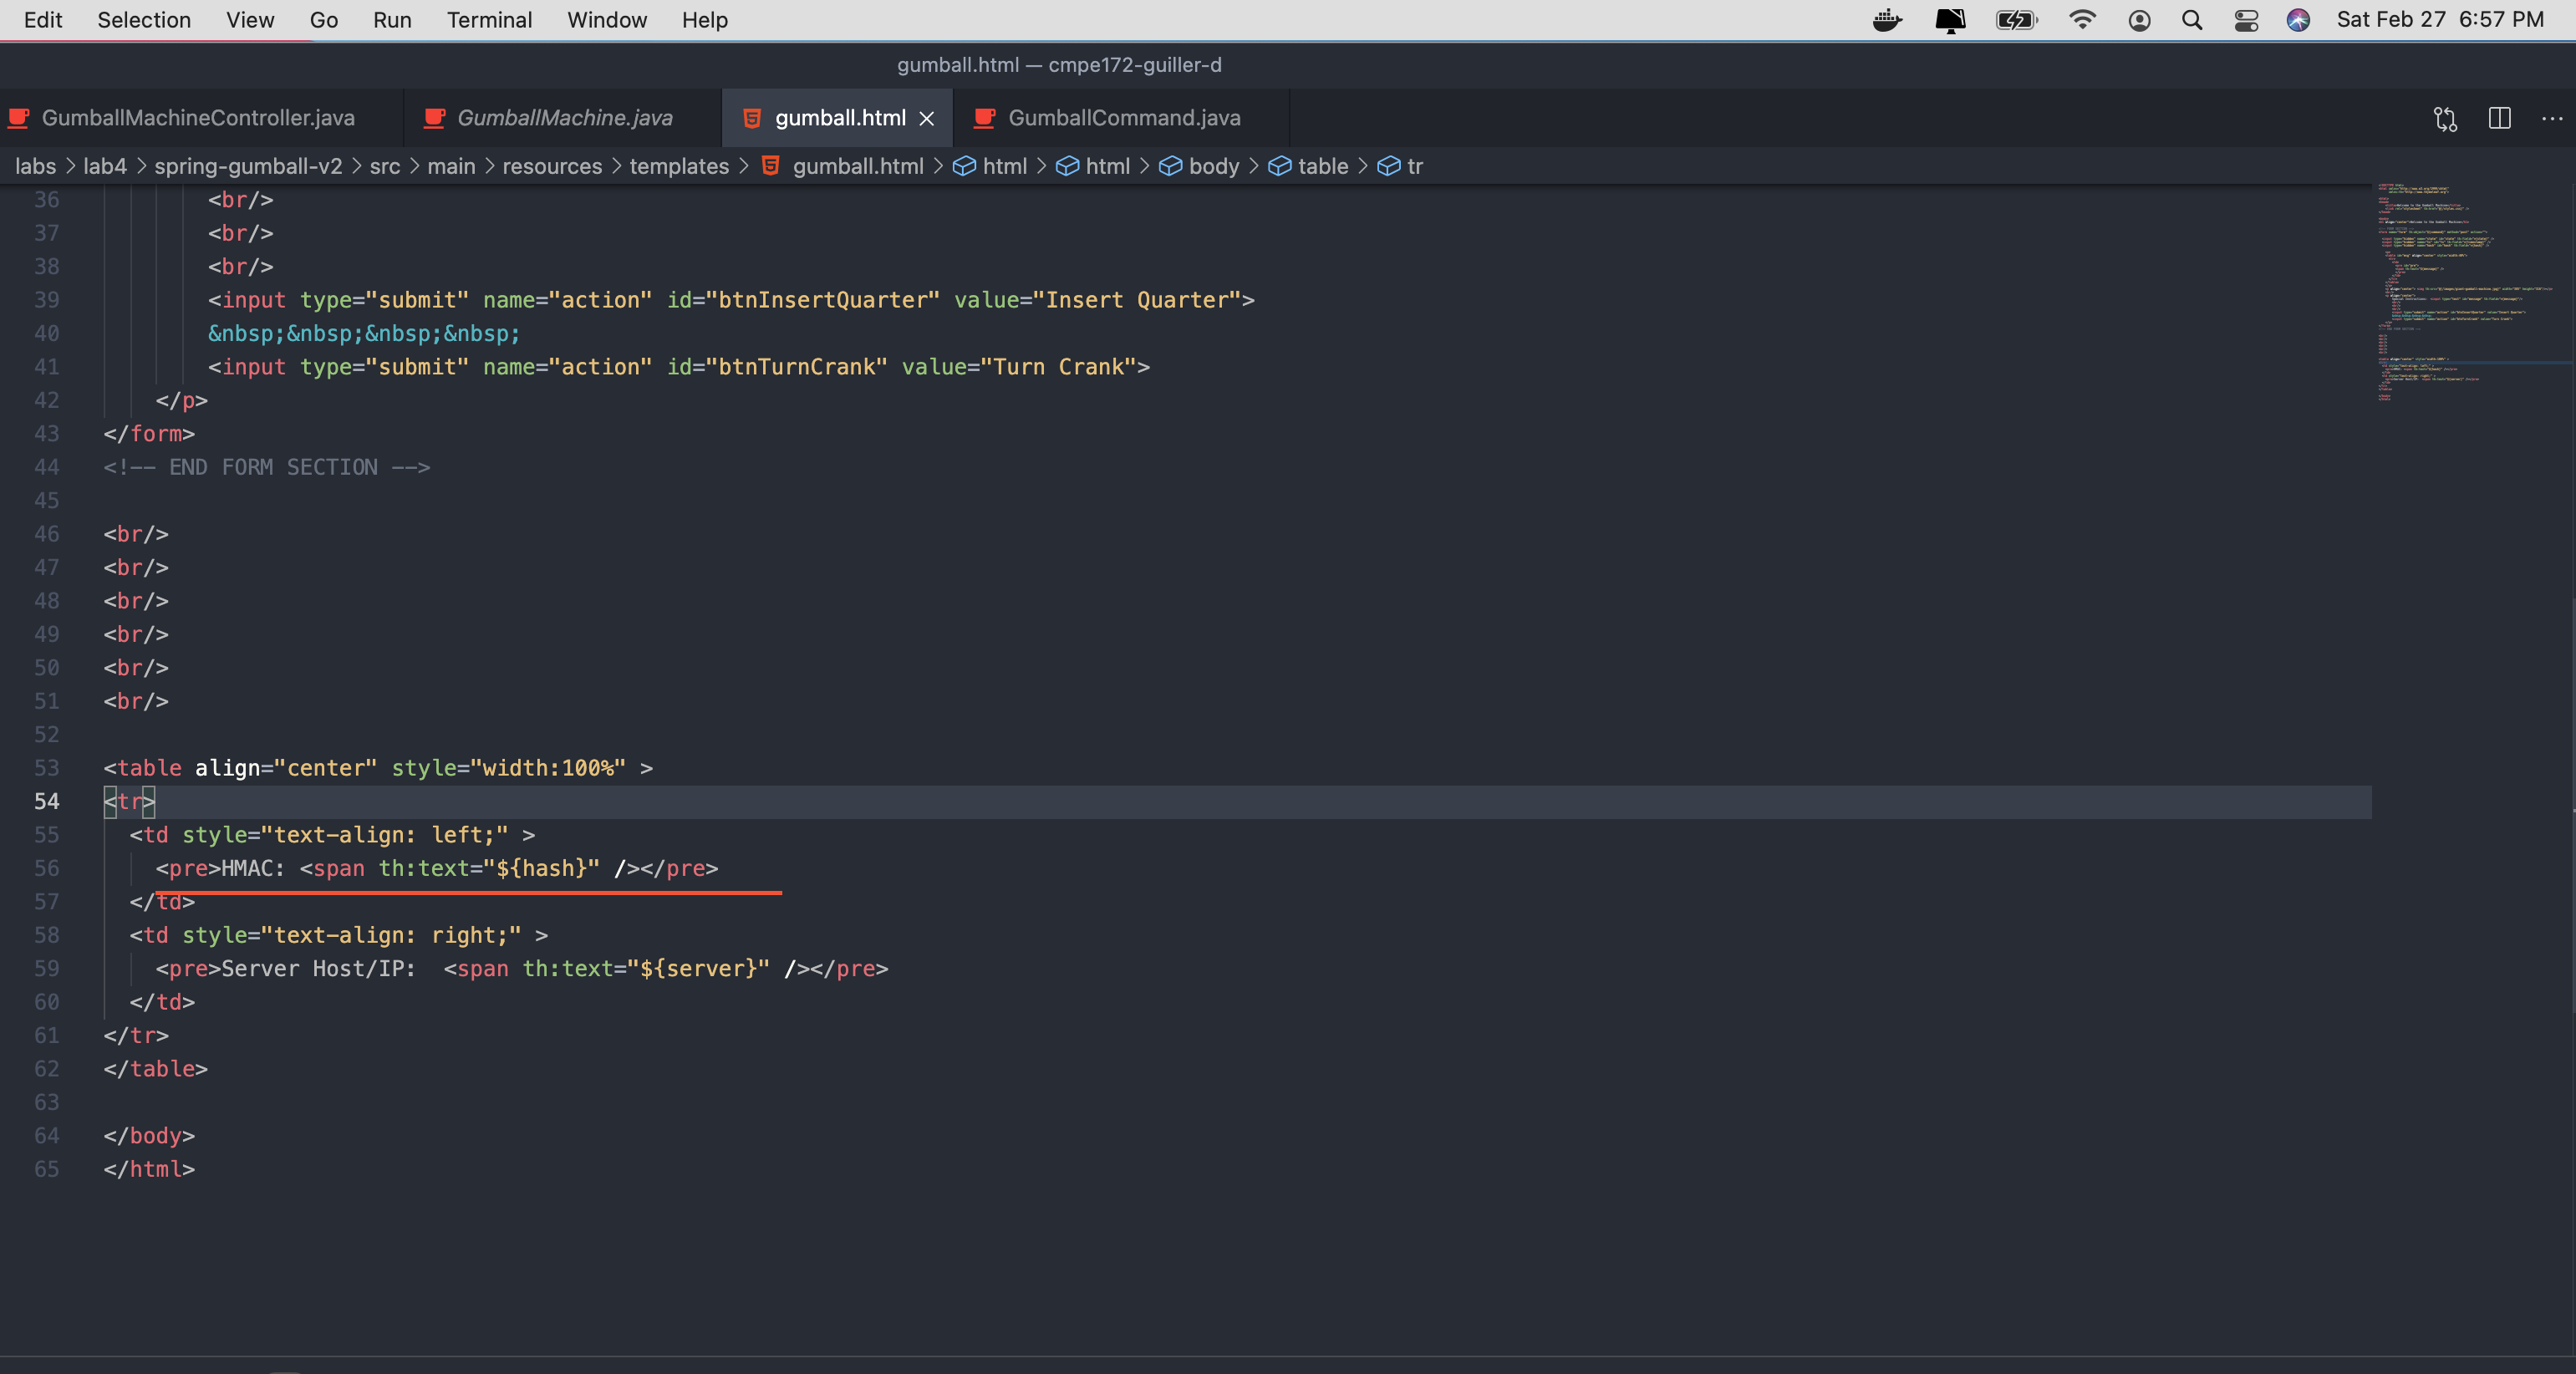 Edit Selection View Go Run Terminal Window Help Sat Feb 27 6:57 PM
gumball.html — cmpe172-guiller-d
GumballMachineController.java GumballMachine.java gumball.html GumballCommand.java
labs > lab4 > spring-gumball-v2 > src > main > resources > templates > gumball.html > html > html > body > table > tr
36 <br/>
37 <br/>
38 <br/>
39 <input type="submit" name="action" id="btnInsertQuarter" value="Insert Quarter">
40 &nbsp;&nbsp;&nbsp;&nbsp;
41 <input type="submit" name="action" id="btnTurnCrank" value="Turn Crank">
42 </p>
43 </form>
44 <!-- END FORM SECTION -->
45
46 <br/>
47 <br/>
48 <br/>
49 <br/>
50 <br/>
51 <br/>
52
53 <table align="center" style="width:100%" >
54 <tr>
55 <td style="text-align: left;" >
56 <pre>HMAC: <span th:text="${hash}" /></pre>
57 </td>
58 <td style="text-align: right;" >
59 <pre>Server Host/IP:  <span th:text="${server}" /></pre>
60 </td>
61 </tr>
62 </table>
63
64 </body>
65 </html>